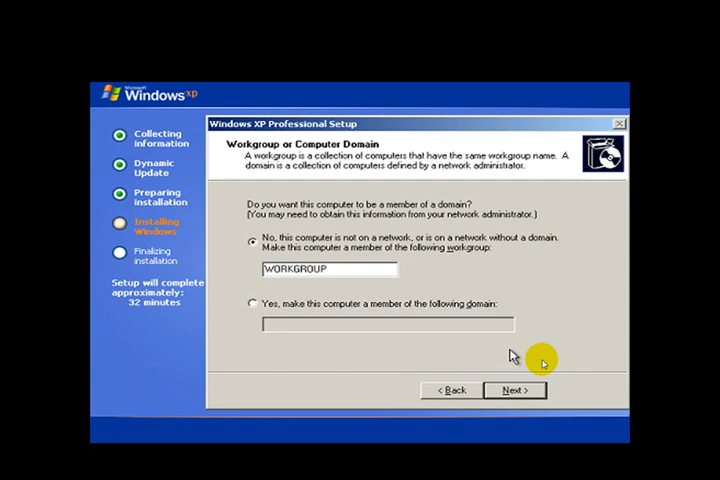 Microsoft
Windows xp
Collecting
information
Dynamic
Update
Preparing
installation
Installing
Windows
Finalizing
installation
Setup will complete
approximately:
32 minutes
Windows XP Professional Setup
Workgroup or Computer Domain
A workgroup is a collection of computers that have the same workgroup name. A
domain is a collection of computers defined by a network administrator.
Do you want this computer to be a member of a domain?
(You may need to obtain this information from your network administrator.)
No, this computer is not on a network, or is on a network without a domain.
Make this computer a member of the following workgroup:
WORKGROUP
Yes, make this computer a member of the following domain:
< Back
Next >